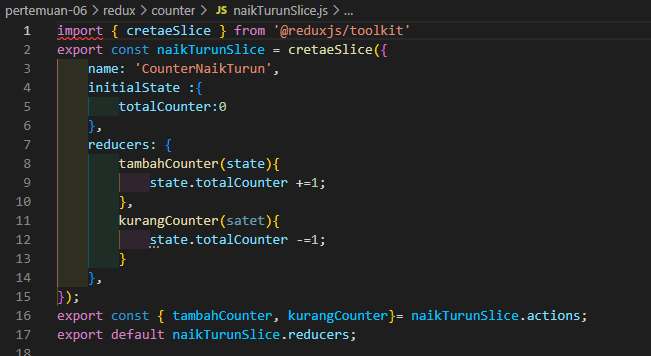 pertemuan-06 > redux > counter > JS naikTurunSlice.js > ...
1 import { cretaeSlice } from '@reduxjs/toolkit'
2 export const naikTurunSlice = cretaeSlice({
3 name: 'CounterNaikTurun',
4 initialState :{
5 totalCounter:0
6 },
7 reducers: {
8 tambahCounter(state){
9 state.totalCounter +=1;
10 },
11 kurangCounter(satet){
12 state.totalCounter -=1;
13 }
14 },
15 });
16 export const { tambahCounter, kurangCounter}= naikTurunSlice.actions;
17 export default naikTurunSlice.reducers;
18